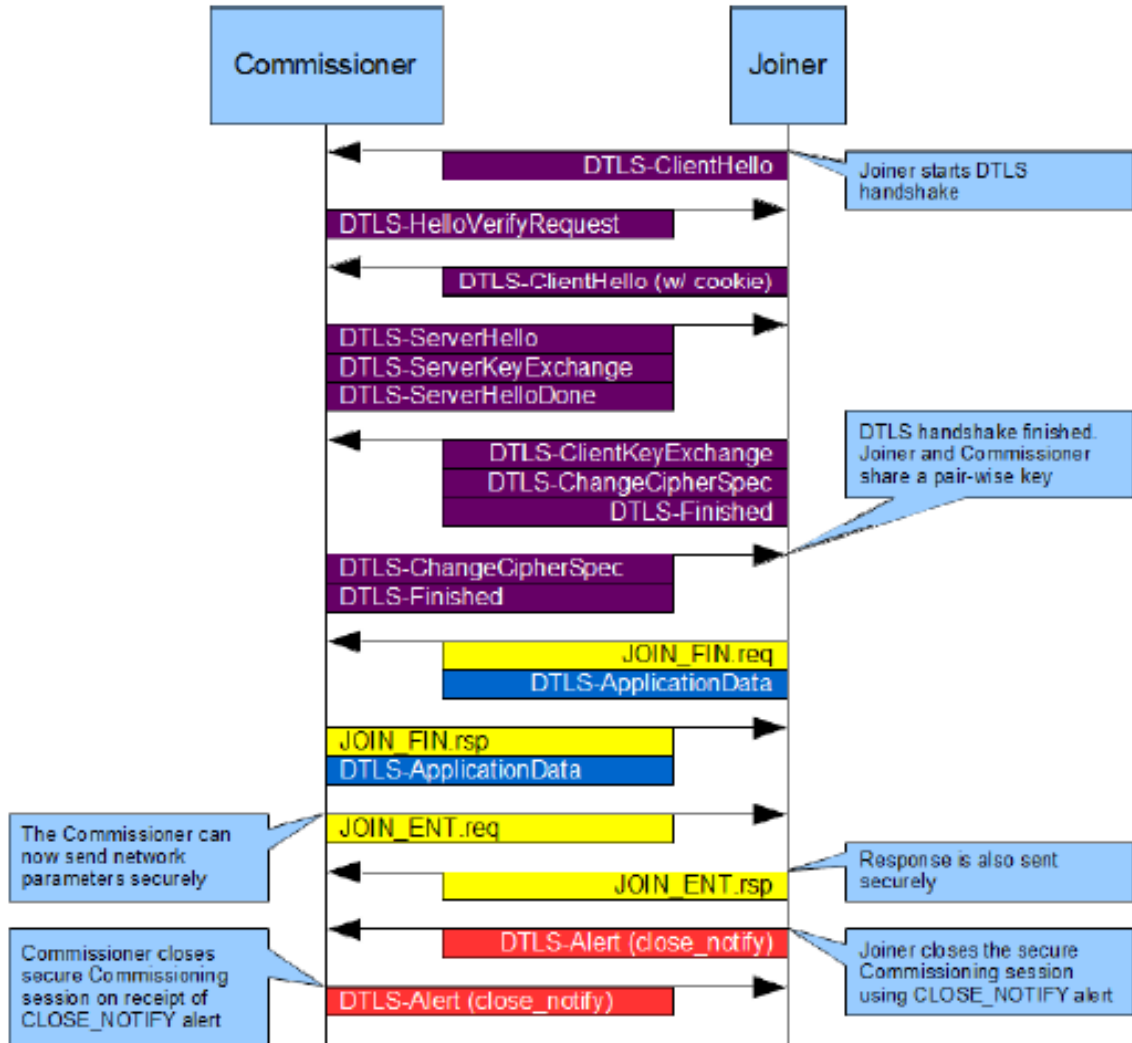 Commissioner
Joiner
DTLS-ClientHello
Joiner starts DTLS
handshake
DTLS-HelloVerifyRequest
DTLS-ClientHello (w/ cookie)
DTLS-ServerHello
DTLS-ServerKeyExchange
DTLS-ServerHelloDone
DTLS-ClientKeyExchange
DTLS-ChangeCipherSpec
DTLS-Finished
DTLS handshake finished.
Joiner and Commissioner
share a pair-wise key
DTLS-ChangeCipherSpec
DTLS-Finished
JOIN_FIN.req
DTLS-ApplicationData
JOIN_FIN.rsp
DTLS-ApplicationData
The Commissioner can
now send network
parameters securely
JOIN_ENT.req
JOIN_ENT.rsp
Response is also sent
securely
DTLS-Alert (close_notify)
Joiner closes the secure
Commissioning session
using CLOSE_NOTIFY alert
Commissioner closes
secure Commissioning
session on receipt of
CLOSE_NOTIFY alert
DTLS-Alert (close_notify)